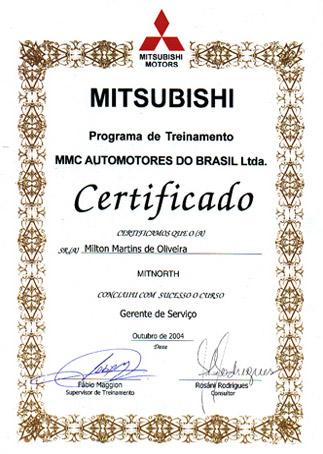 MITSUBISHI
MOTORS
MITSUBISHI
Programa de Treinamento
MMC AUTOMOTORES DO BRASIL Ltda.
Certificado
CERTIFICAMOS QUE O (A)
SR.(A) Milton Martins de Oliveira
MITNORTH
CONCLUIU COM SUCESSO O CURSO
Gerente de Serviço
Outubro de 2004
Data
Fábio Maggion
Supervisor de Treinamento
Rosáni Rodrigues
Consultor